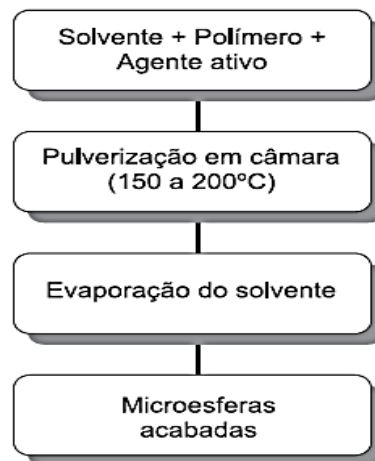 Solvente + Polímero +
Agente ativo
Pulverização em câmara
(150 a 200ºC)
Evaporação do solvente
Microesferas
acabadas